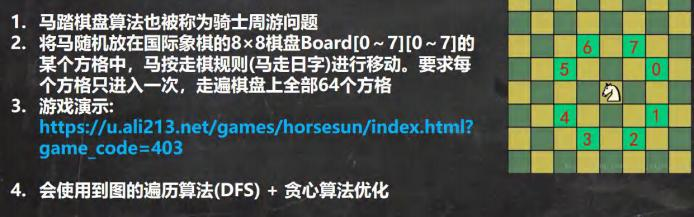 1. 马踏棋盘算法也被称为骑士周游问题
2. 将马随机放在国际象棋的8×8棋盘Board[0～7][0～7]的
某个方格中，马按走棋规则(马走日字)进行移动。要求每
个方格只进入一次，走遍棋盘上全部64个方格
3. 游戏演示:
https://u.ali213.net/games/horsesun/index.html?
game_code=403
4. 会使用到图的遍历算法(DFS) + 贪心算法优化
6 7
5 0
4 1
3 2